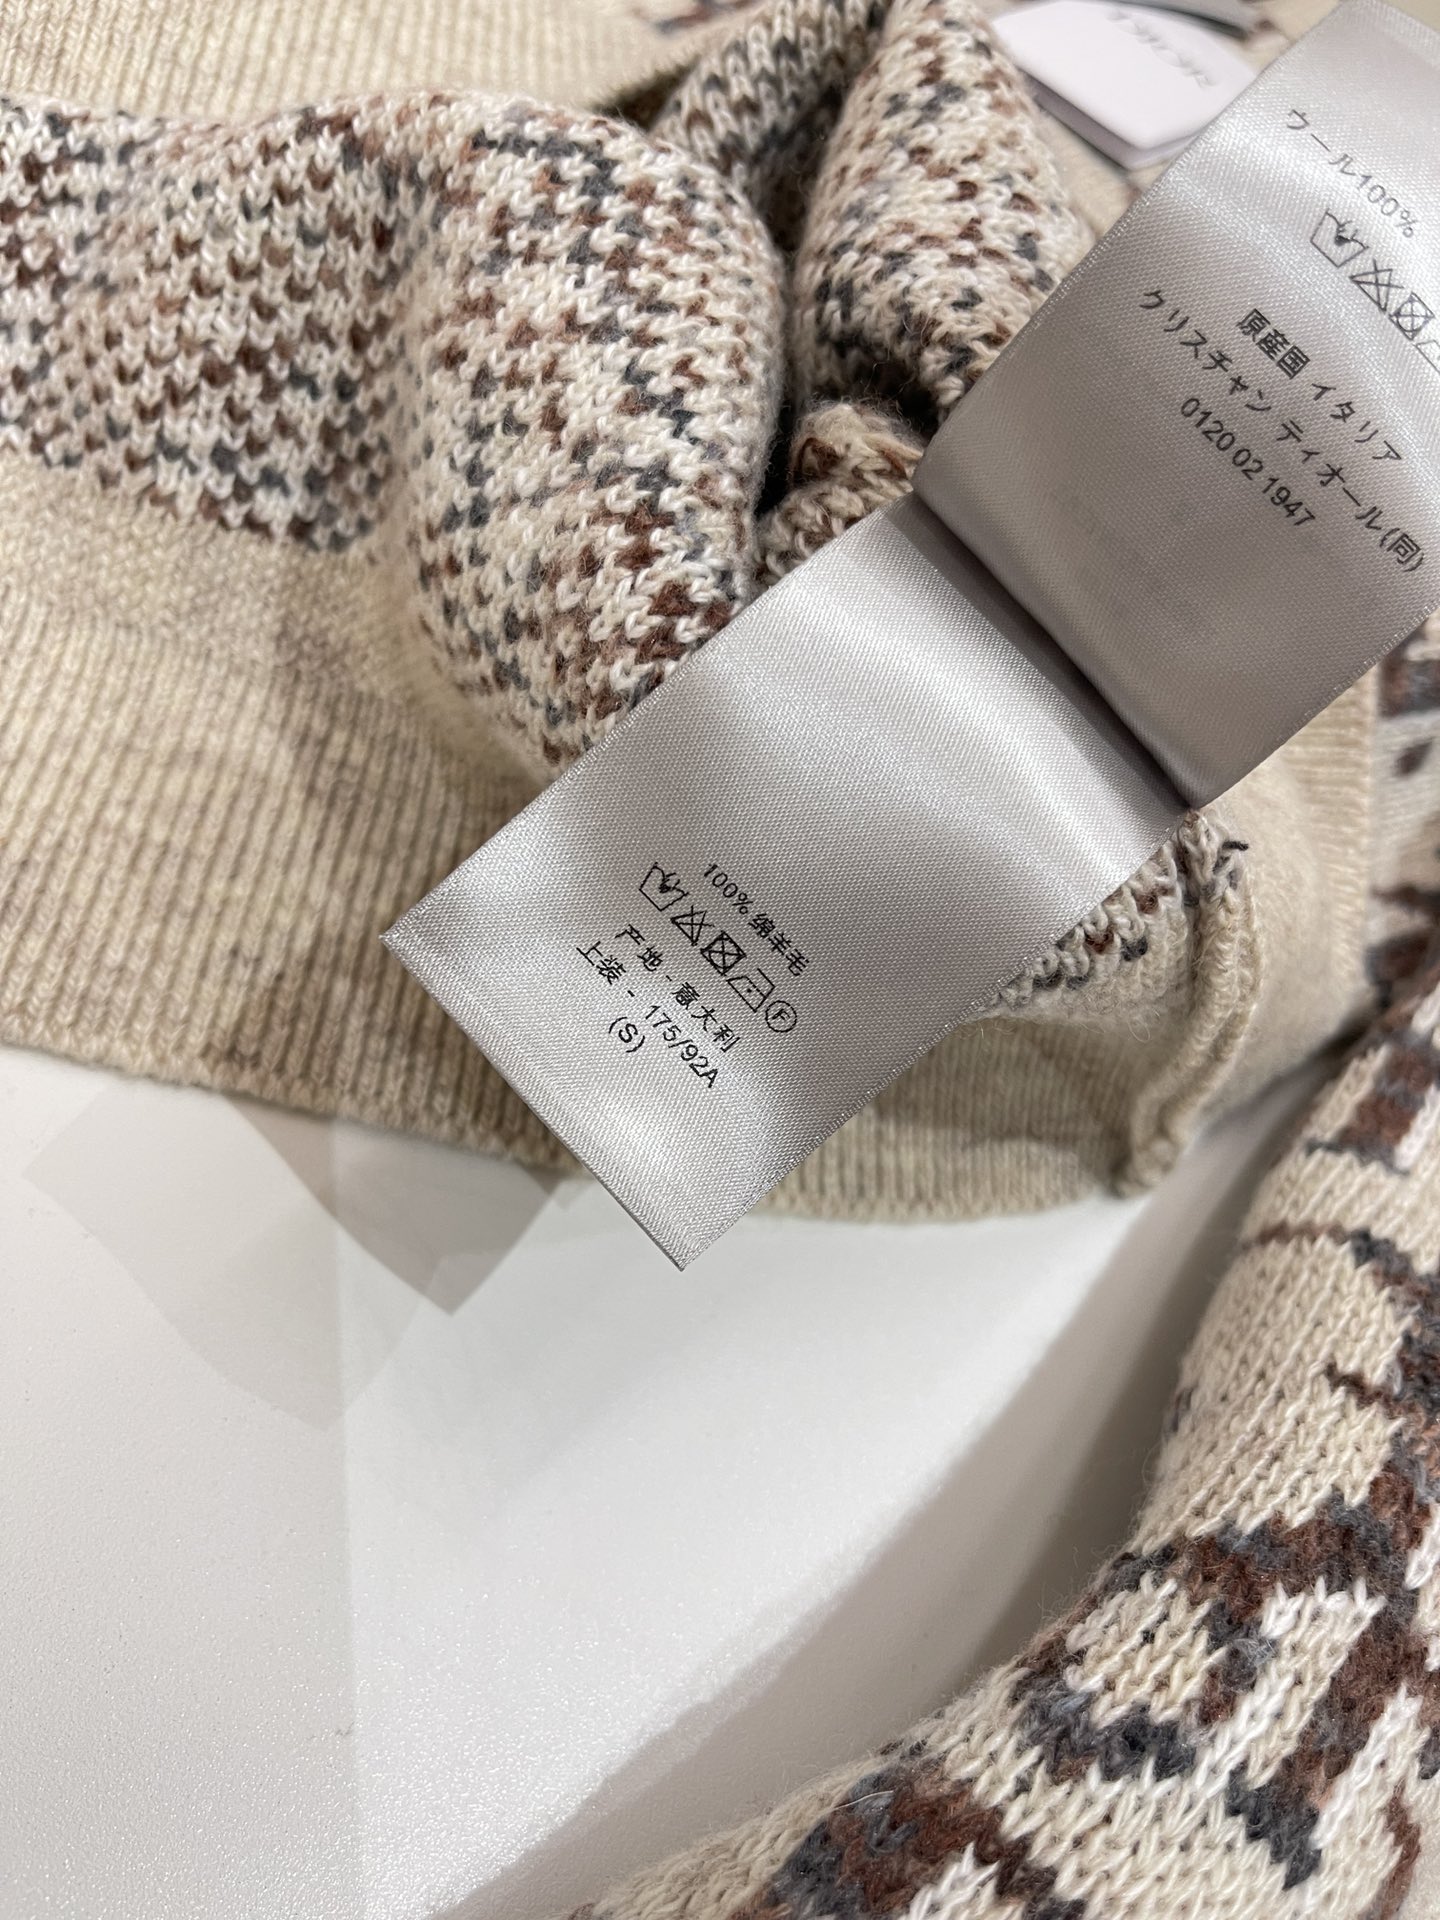 ウール100%
原産国 イタリア
クリスチャン ディオール(同)
0120 02 1947
100% 绵羊毛
F
产地 - 意大利
上装 - 175/92A
(S)